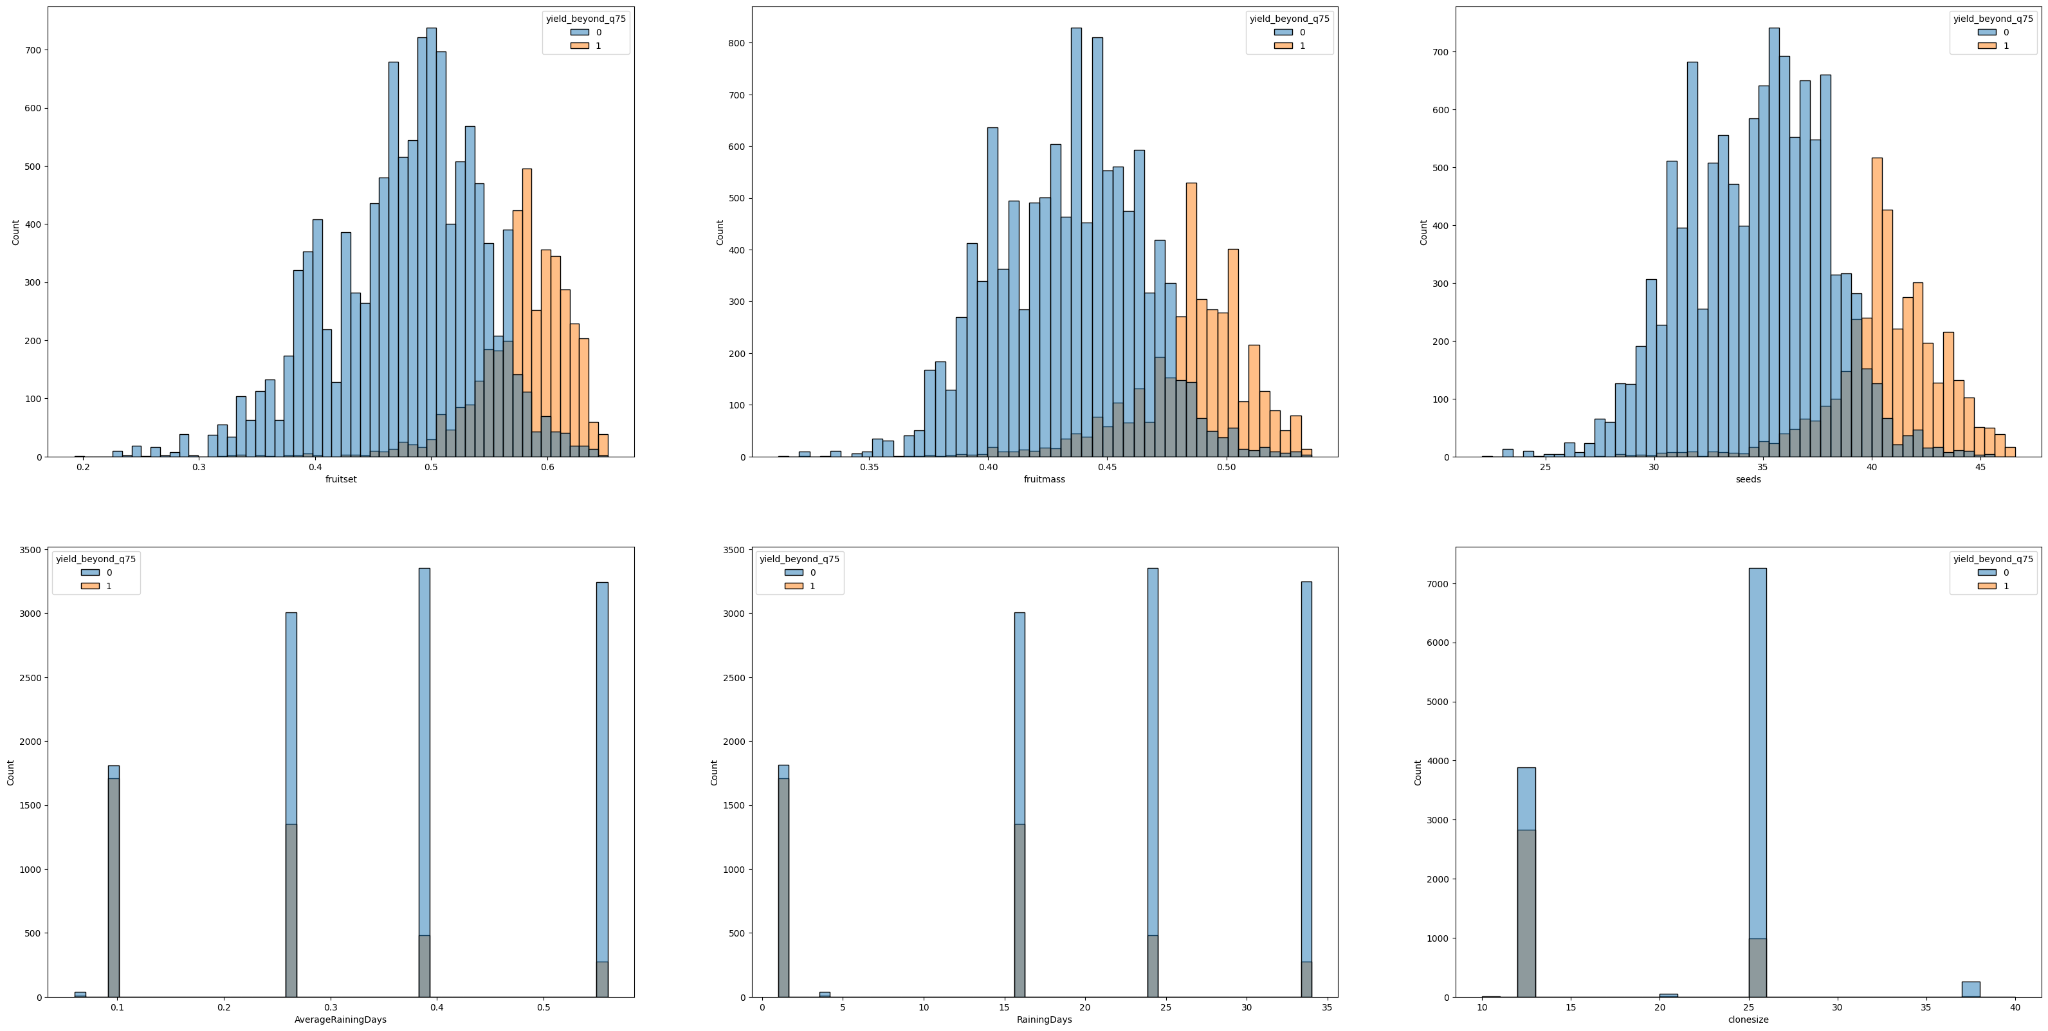 yield_beyond_q75
0
1
700
600
500
400
300
200
100
0
Count
0.2 0.3 0.4 0.5 0.6
fruitset
yield_beyond_q75
0
1
800
700
600
500
400
300
200
100
0
Count
0.35 0.40 0.45 0.50
fruitmass
yield_beyond_q75
0
1
700
600
500
400
300
200
100
0
Count
25 30 35 40 45
seeds
yield_beyond_q75
0
1
3500
3000
2500
2000
1500
1000
500
0
Count
0.1 0.2 0.3 0.4 0.5
AverageRainingDays
yield_beyond_q75
0
1
3500
3000
2500
2000
1500
1000
500
0
Count
0 5 10 15 20 25 30 35
RainingDays
yield_beyond_q75
0
1
7000
6000
5000
4000
3000
2000
1000
0
Count
10 15 20 25 30 35 40
clonesize